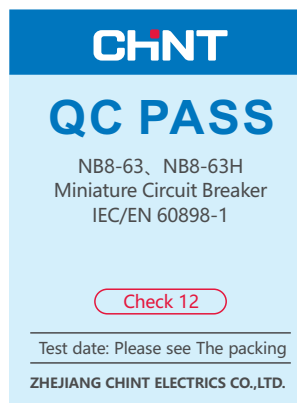 CHNT
QC PASS
NB8-63、NB8-63H
Miniature Circuit Breaker
IEC/EN 60898-1
Check 12
Test date: Please see The packing
ZHEJIANG CHINT ELECTRICS CO.,LTD.